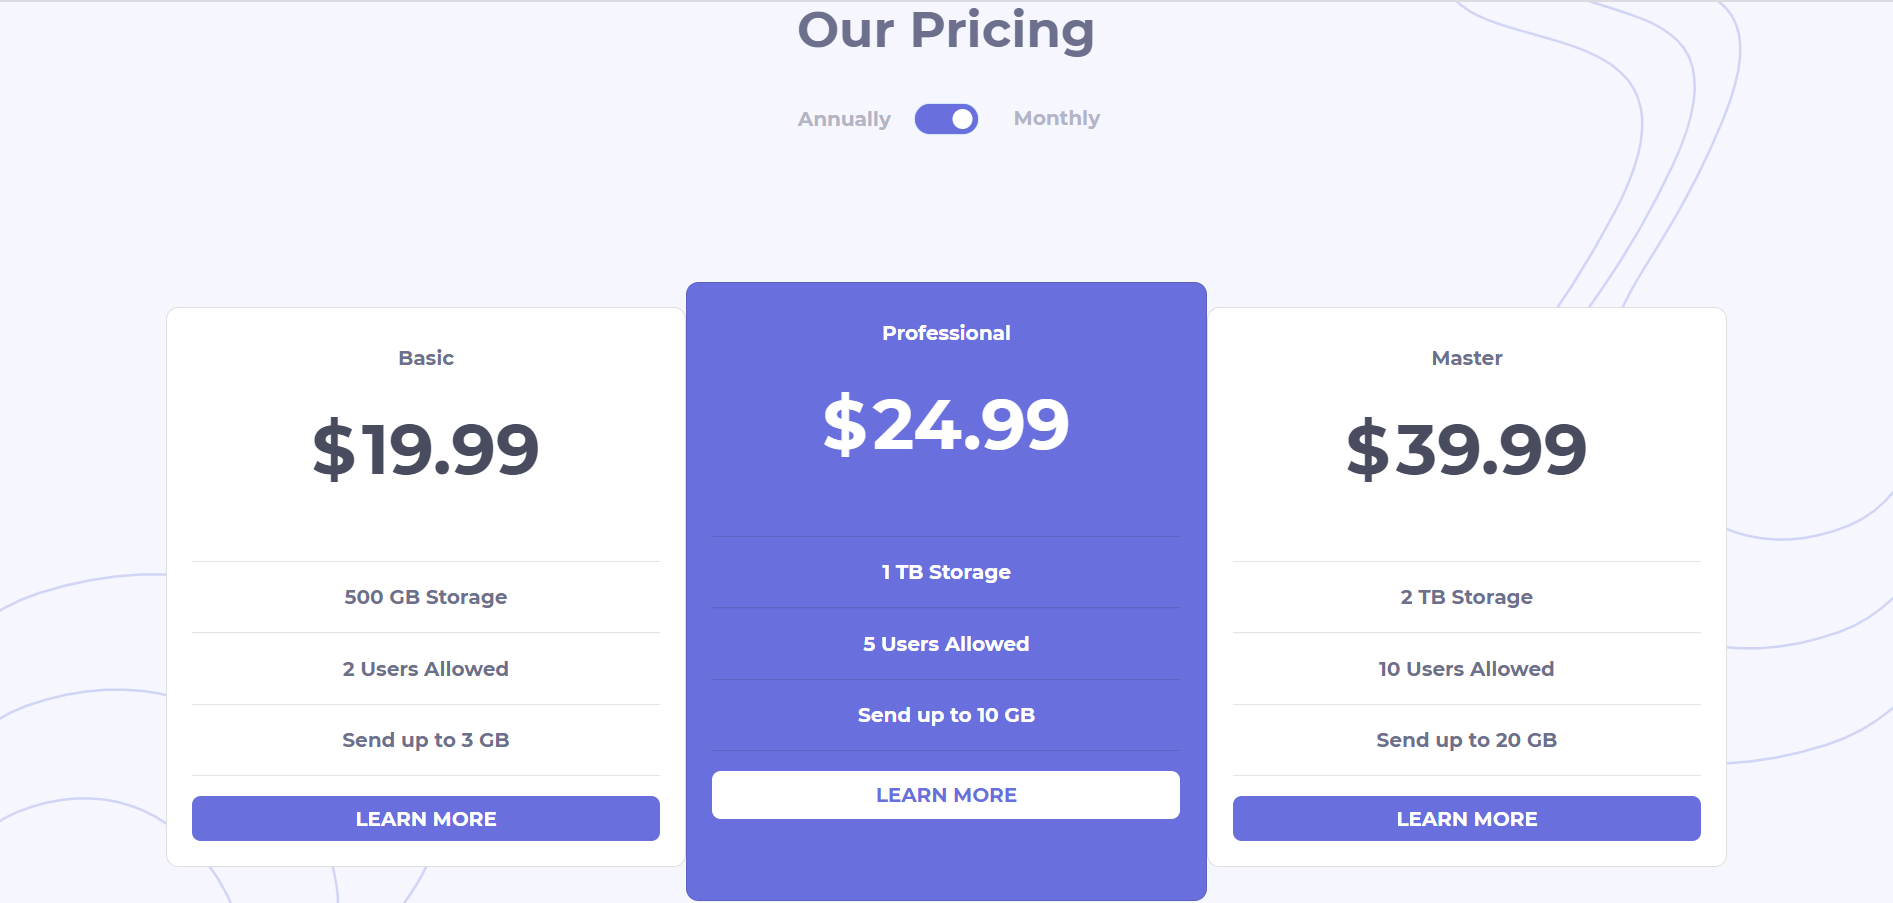 Our Pricing
Annually Monthly
Basic
$19.99
500 GB Storage
2 Users Allowed
Send up to 3 GB
LEARN MORE
Professional
$24.99
1 TB Storage
5 Users Allowed
Send up to 10 GB
LEARN MORE
Master
$39.99
2 TB Storage
10 Users Allowed
Send up to 20 GB
LEARN MORE